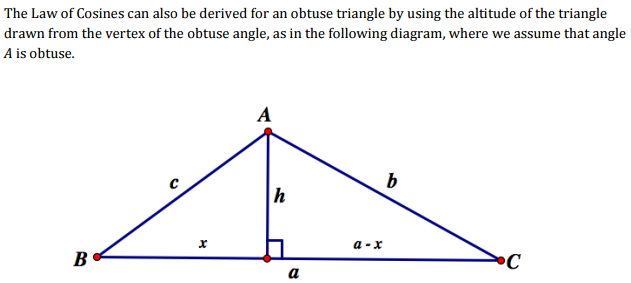 The Law of Cosines can also be derived for an obtuse triangle by using the altitude of the triangle
drawn from the vertex of the obtuse angle, as in the following diagram, where we assume that angle
A is obtuse.
A
c
b
h
x
a - x
B
C
a